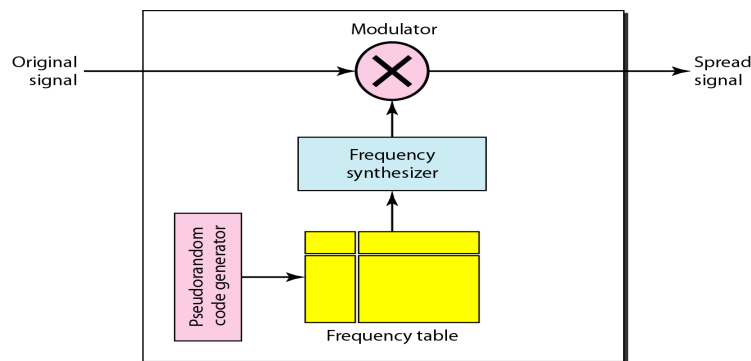 Modulator
Original
signal
Spread
signal
Frequency
synthesizer
Pseudorandom
code generator
Frequency table